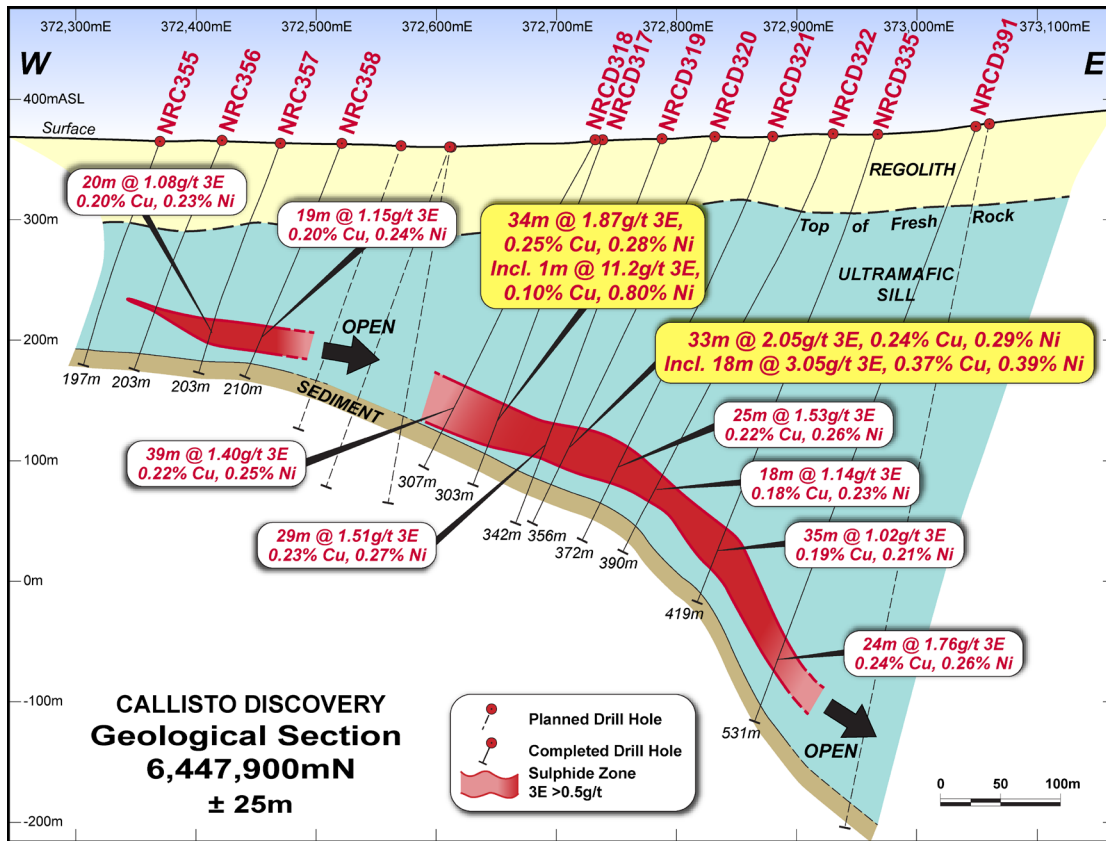 372,300mE
372,400mE
372,500mE
372,600mE
372,700mE
372,800mE
372,900mE
373,000mE
373,100mE
W
E
NRC355
NRC356
NRC357
NRC358
NRCD318
NRCD317
NRCD319
NRCD320
NRCD321
NRCD322
NRCD335
NRCD391
400mASL
Surface
REGOLITH
20m @ 1.08g/t 3E
0.20% Cu, 0.23% Ni
19m @ 1.15g/t 3E
0.20% Cu, 0.24% Ni
34m @ 1.87g/t 3E,
0.25% Cu, 0.28% Ni
Incl. 1m @ 11.2g/t 3E,
0.10% Cu, 0.80% Ni
300m
Top of Fresh Rock
ULTRAMAFIC
SILL
OPEN
200m
33m @ 2.05g/t 3E, 0.24% Cu, 0.29% Ni
Incl. 18m @ 3.05g/t 3E, 0.37% Cu, 0.39% Ni
197m
203m
203m
210m
SEDIMENT
25m @ 1.53g/t 3E
0.22% Cu, 0.26% Ni
39m @ 1.40g/t 3E
0.22% Cu, 0.25% Ni
100m
18m @ 1.14g/t 3E
0.18% Cu, 0.23% Ni
307m
303m
29m @ 1.51g/t 3E
0.23% Cu, 0.27% Ni
342m
356m
372m
390m
35m @ 1.02g/t 3E
0.19% Cu, 0.21% Ni
0m
419m
24m @ 1.76g/t 3E
0.24% Cu, 0.26% Ni
-100m
531m
OPEN
CALLISTO DISCOVERY
Geological Section
6,447,900mN
± 25m
Planned Drill Hole
Completed Drill Hole
Sulphide Zone
3E >0.5g/t
0
50
100m
-200m